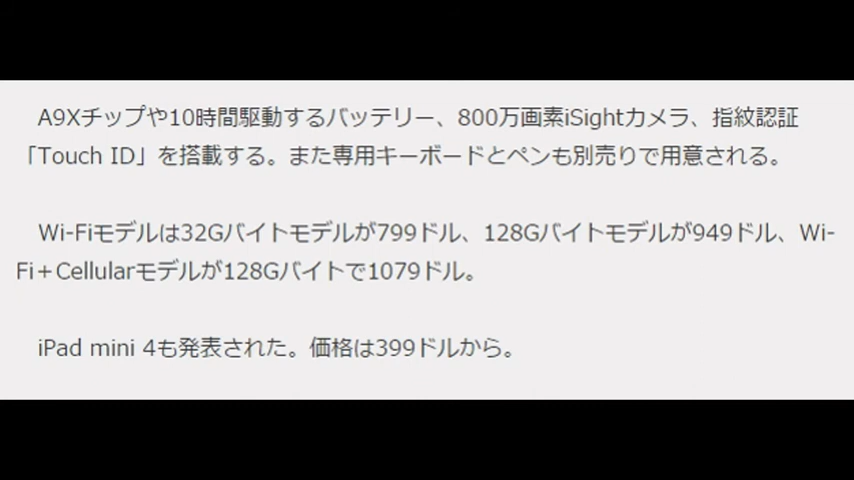 A9Xチップや10時間駆動するバッテリー、800万画素iSightカメラ、指紋認証
「Touch ID」を搭載する。また専用キーボードとペンも別売りで用意される。
Wi-Fiモデルは32Gバイトモデルが799ドル、128Gバイトモデルが949ドル、Wi-
Fi＋Cellularモデルが128Gバイトで1079ドル。
iPad mini 4も発表された。価格は399ドルから。